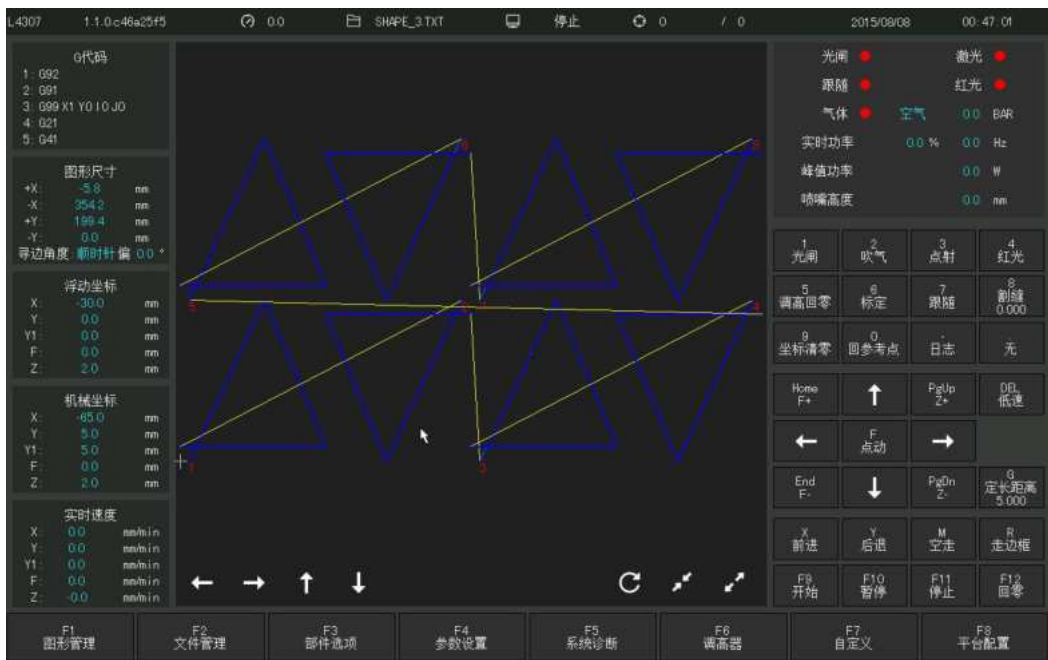 L4307 1.1.0:c46a25f5 0.0 SHAPE_3.TXT 停止 0 / 0 2015/08/08 00:47:01
G代码
1: G92
2: G91
3: G99 X1 Y0 I0 J0
4: G21
5: G41
图形尺寸
+X: -5.8 mm
-X: 354.2 mm
+Y: 199.4 mm
-Y: 0.0 mm
寻边角度:顺时针 偏 0.0 °
浮动坐标
X: -30.0 mm
Y: 0.0 mm
Y1: 0.0 mm
F: 0.0 mm
Z: 2.0 mm
机械坐标
X: -65.0 mm
Y: 5.0 mm
Y1: 5.0 mm
F: 0.0 mm
Z: 2.0 mm
实时速度
X: 0.0 mm/min
Y: 0.0 mm/min
Y1: 0.0 mm/min
F: 0.0 mm/min
Z: -0.0 mm/min
6
5
4
1
3
光闸 激光
跟随 红光
气体 空气 0.0 BAR
实时功率 0.0 % 0.0 Hz
峰值功率 0.0 W
喷嘴高度 0.0 mm
1 2 3 4
光闸 吹气 点射 红光
5 6 7 8
调高回零 标定 跟随 割缝
0.000
9 0 .
坐标清零 回参考点 日志 无
Home PgUp DEL
F+ ↑ Z+ 低速
← F →
点动
End PgDn G
F- ↓ Z- 定长距离
5.000
X Y M R
前进 后退 空走 走边框
F9 F10 F11 F12
开始 暂停 停止 回零
← → ↑ ↓
F1 F2 F3 F4 F5 F6 F7 F8
图形管理 文件管理 部件选项 参数设置 系统诊断 调高器 自定义 平台配置